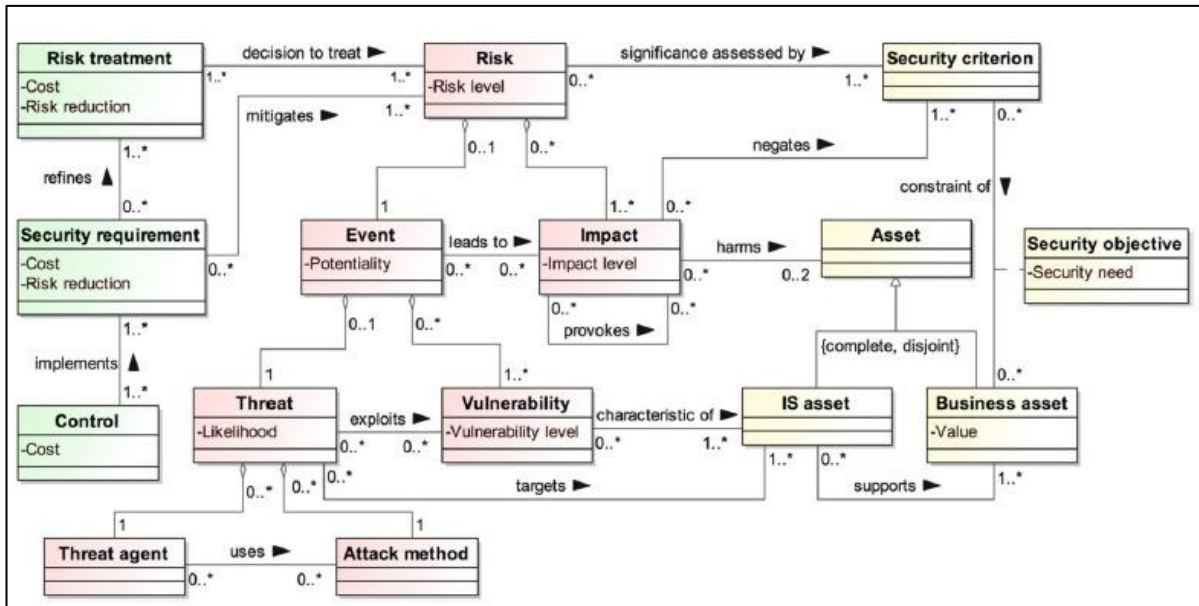 Risk treatment
-Cost
-Risk reduction
decision to treat ►
1..*
1..*
Risk
-Risk level
0..*
significance assessed by ►
1..*
Security criterion
mitigates ►
1..*
0..1
0..*
1..*
0..*
negates ►
1..*
refines ▲
constraint of ▼
0..*
1
1..*
0..*
Security requirement
-Cost
-Risk reduction
0..*
Event
-Potentiality
leads to ►
0..*
0..*
Impact
-Impact level
harms ►
0..*
0..2
Asset
Security objective
-Security need
0..*
0..*
provokes ►
0..1
0..*
1..*
implements ▲
{complete, disjoint}
1..*
1
1..*
0..*
Control
-Cost
Threat
-Likelihood
exploits ►
0..*
0..*
Vulnerability
-Vulnerability level
characteristic of ►
0..*
1..*
IS asset
Business asset
-Value
0..*
0..*
0..*
targets ►
1..*
0..*
supports ►
1..*
1
1
Threat agent
uses ►
0..*
0..*
Attack method